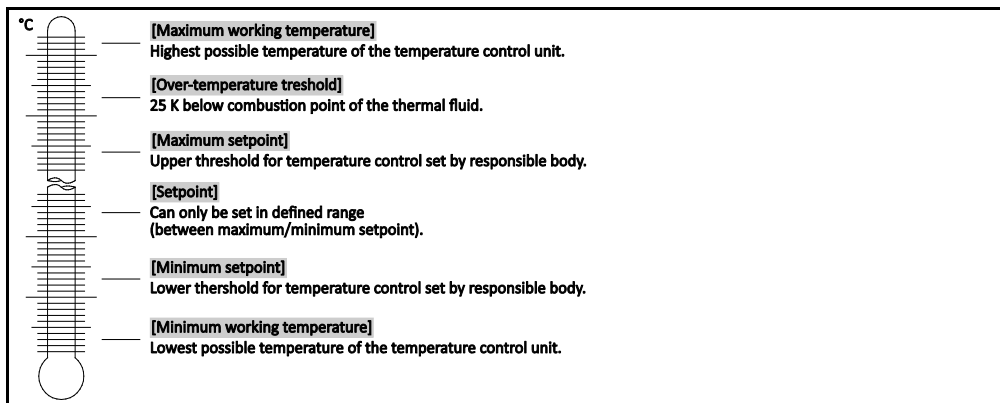 °C
[Maximum working temperature]
Highest possible temperature of the temperature control unit.
[Over-temperature treshold]
25 K below combustion point of the thermal fluid.
[Maximum setpoint]
Upper threshold for temperature control set by responsible body.
[Setpoint]
Can only be set in defined range
(between maximum/minimum setpoint).
[Minimum setpoint]
Lower thershold for temperature control set by responsible body.
[Minimum working temperature]
Lowest possible temperature of the temperature control unit.